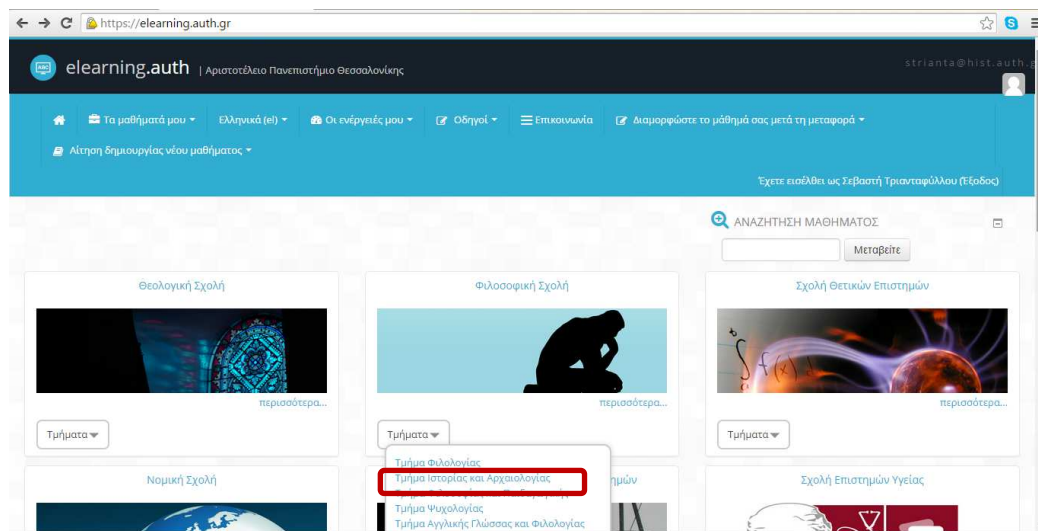 https://elearning.auth.gr
elearning.auth | Αριστοτέλειο Πανεπιστήμιο Θεσσαλονίκης
strianta@hist.auth.g
Τα μαθήματά μου Ελληνικά (el) Οι ενέργειές μου Οδηγοί Επικοινωνία Διαμορφώστε το μάθημά σας μετά τη μεταφορά
Αίτηση δημιουργίας νέου μαθήματος
Έχετε εισέλθει ως Σεβαστή Τριανταφύλλου (Έξοδος)
ΑΝΑΖΗΤΗΣΗ ΜΑΘΗΜΑΤΟΣ
Μεταβείτε
Θεολογική Σχολή Φιλοσοφική Σχολή Σχολή Θετικών Επιστημών
f(x)
περισσότερα... περισσότερα... περισσότερα...
Τμήματα Τμήματα Τμήματα
Τμήμα Φιλολογίας
Τμήμα Ιστορίας και Αρχαιολογίας
Νομική Σχολή Σχολή Επιστημών Υγείας
Τμήμα Ψυχολογίας
Τμήμα Αγγλικής Γλώσσας και Φιλολογίας